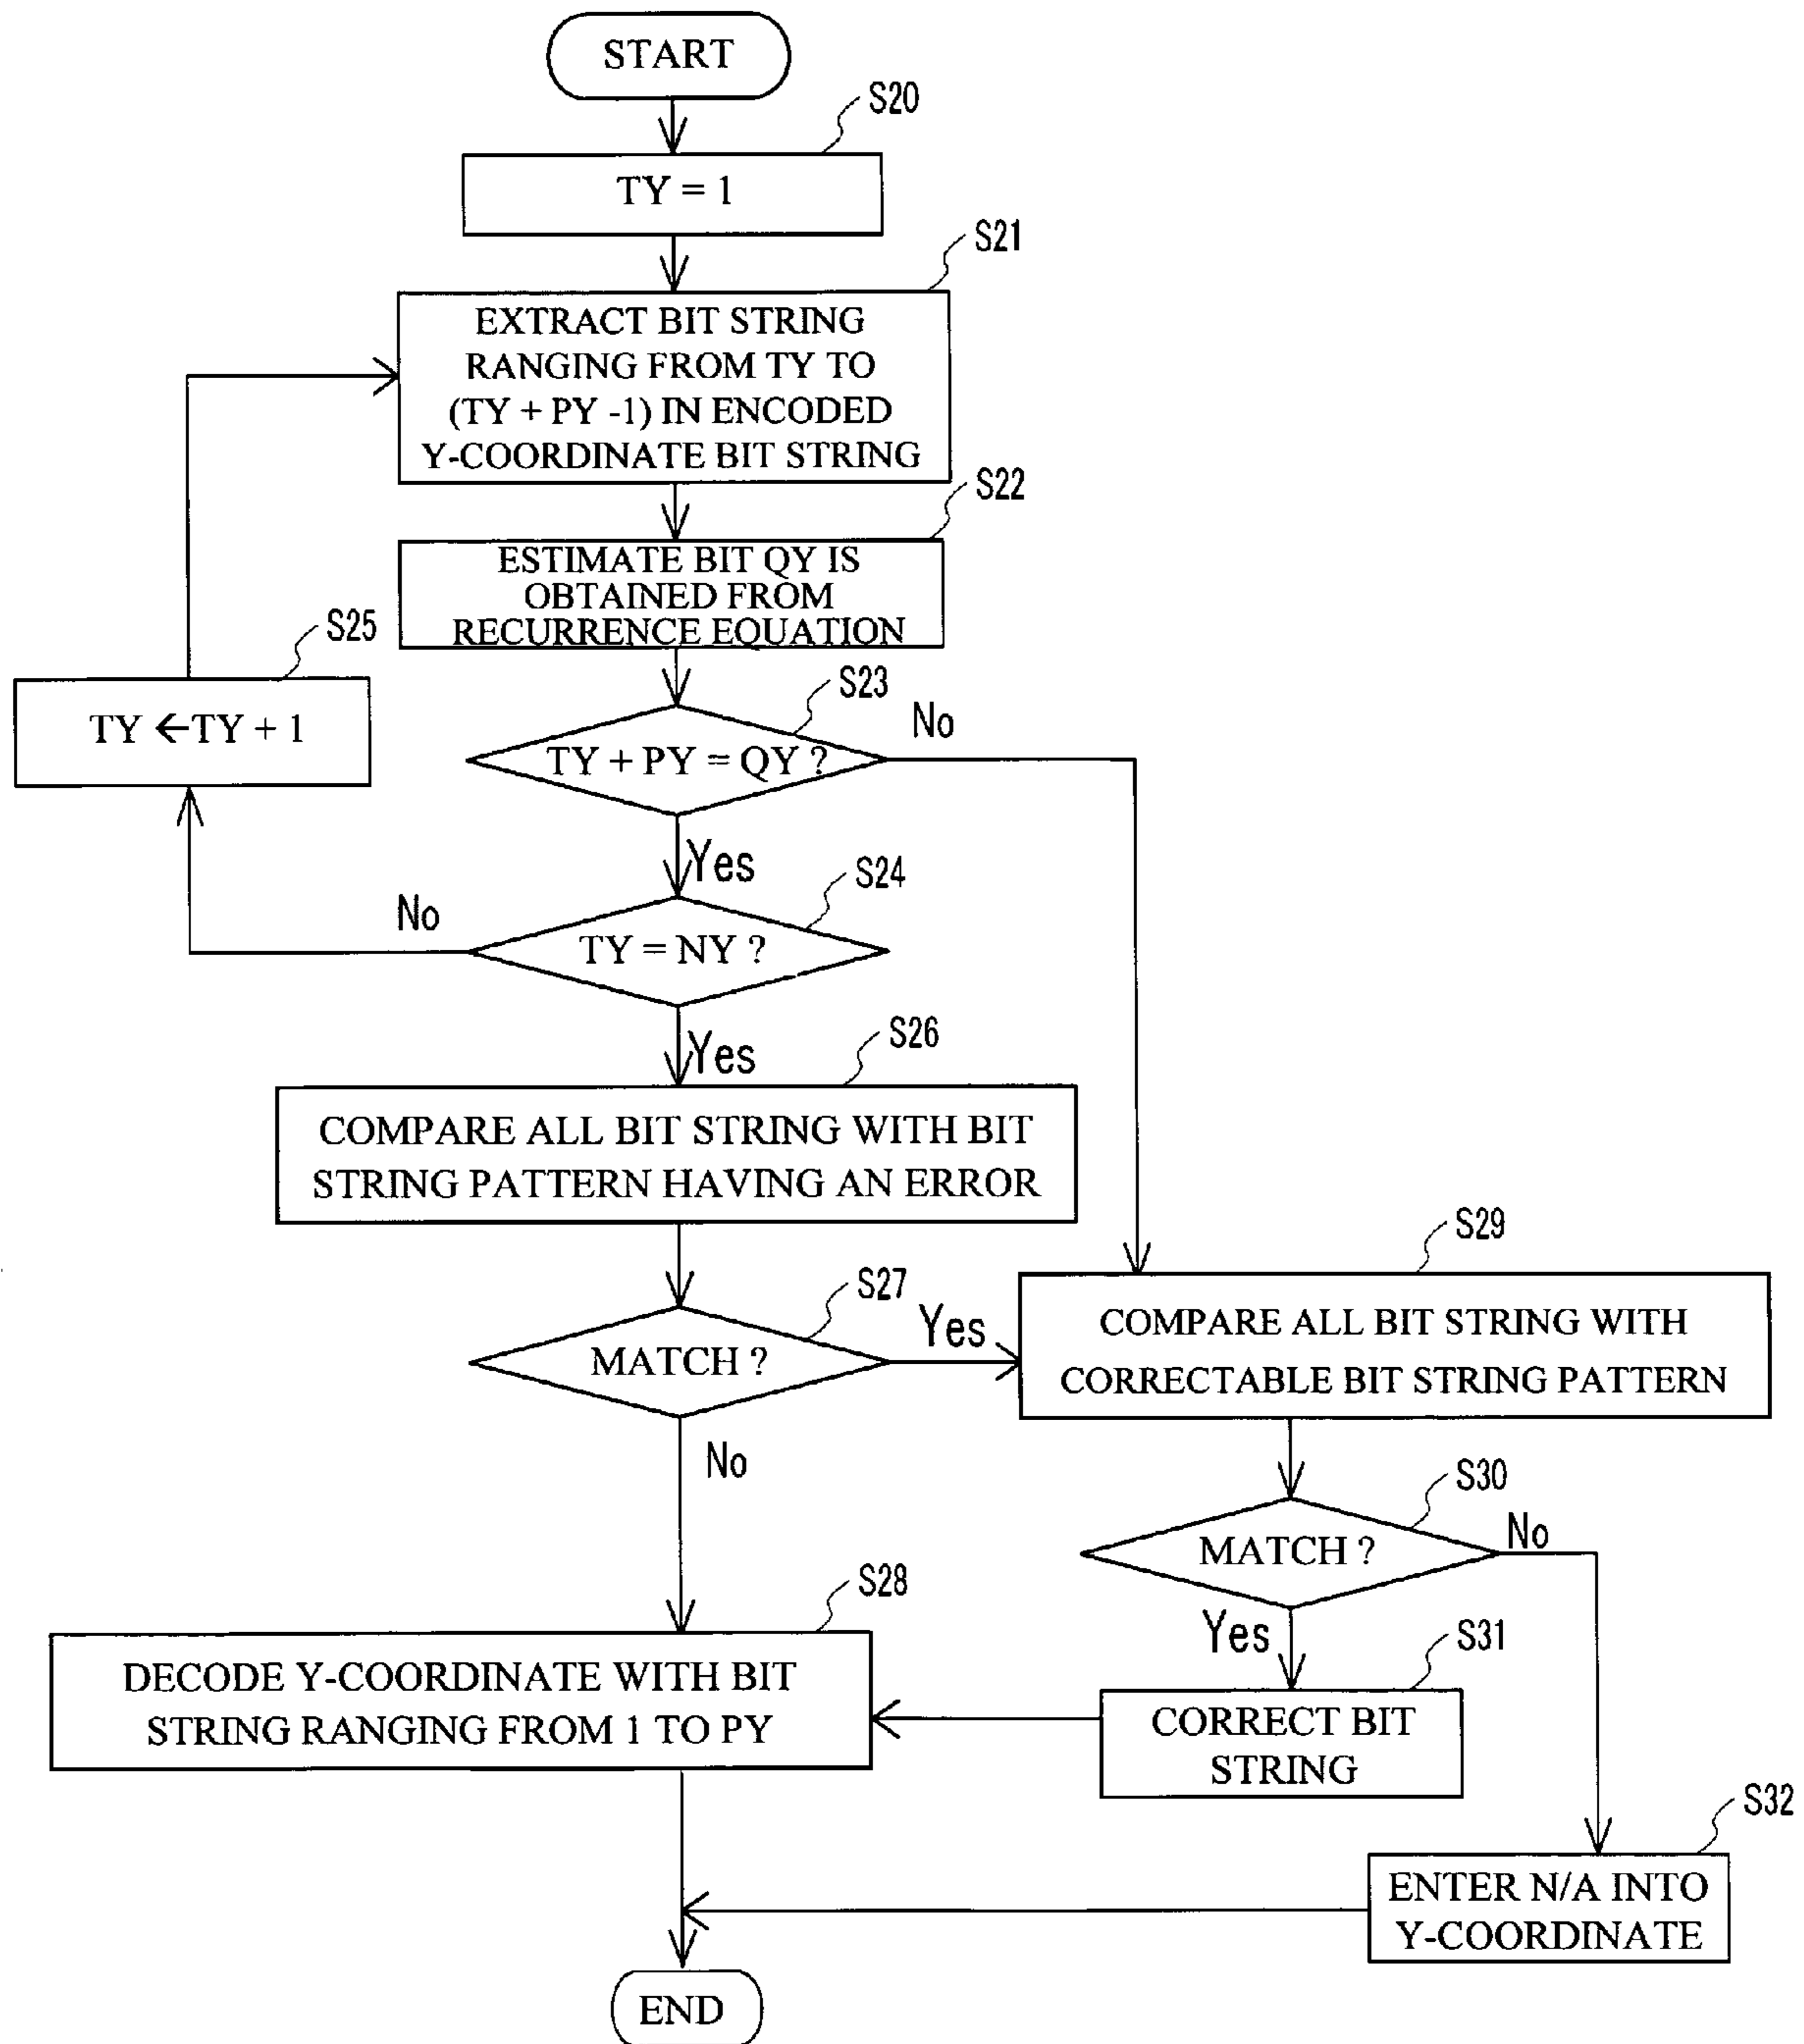 START
S20
TY = 1
S21
EXTRACT BIT STRING
RANGING FROM TY TO
(TY + PY -1) IN ENCODED
Y-COORDINATE BIT STRING
S22
ESTIMATE BIT QY IS
OBTAINED FROM
RECURRENCE EQUATION
S25
TY ←TY + 1
S23
TY + PY = QY ?
No
Yes
S24
TY = NY ?
No
Yes
S26
COMPARE ALL BIT STRING WITH BIT
STRING PATTERN HAVING AN ERROR
S27
MATCH ?
Yes
No
S29
COMPARE ALL BIT STRING WITH
CORRECTABLE BIT STRING PATTERN
S30
MATCH ?
No
Yes
S28
DECODE Y-COORDINATE WITH BIT
STRING RANGING FROM 1 TO PY
S31
CORRECT BIT
STRING
S32
ENTER N/A INTO
Y-COORDINATE
END